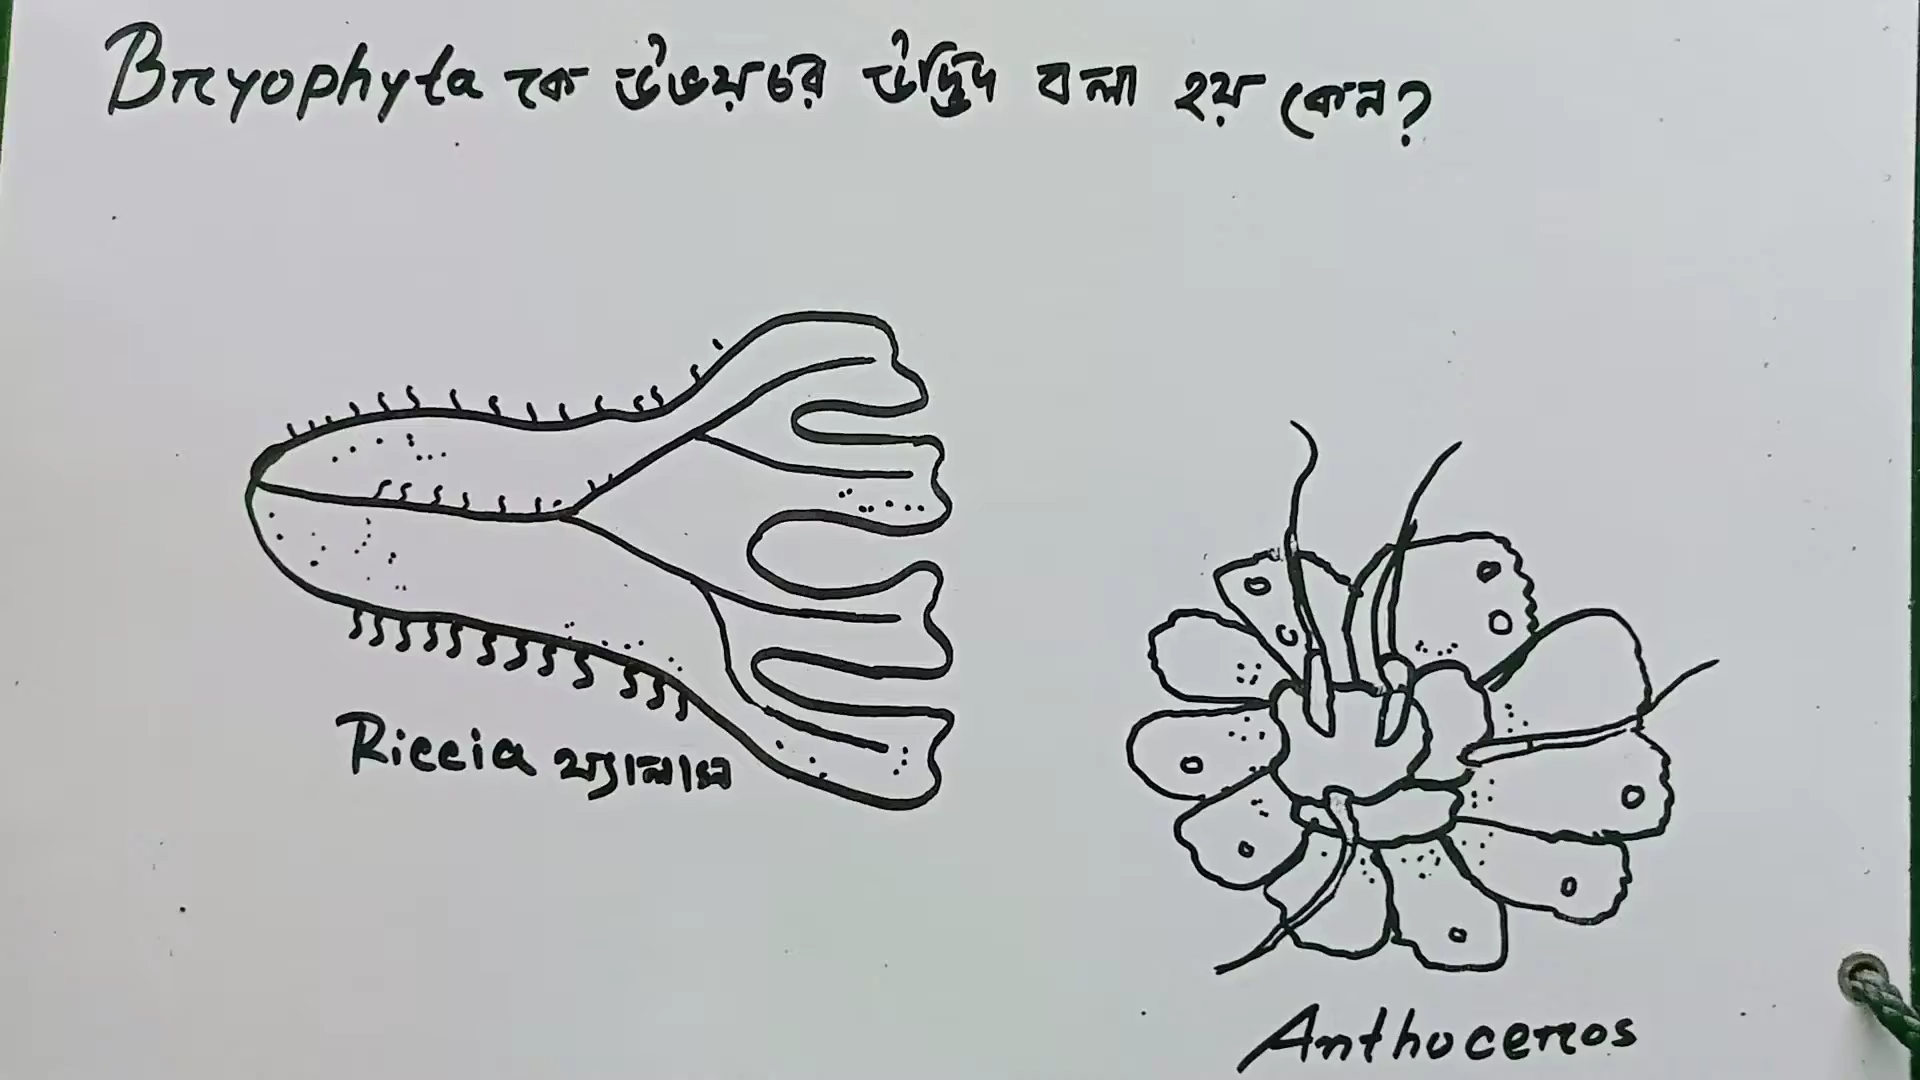 Bryophyta কে উভয়চর উদ্ভিদ বলা হয় কেন?
Riccia থ্যালাস
Anthoceros